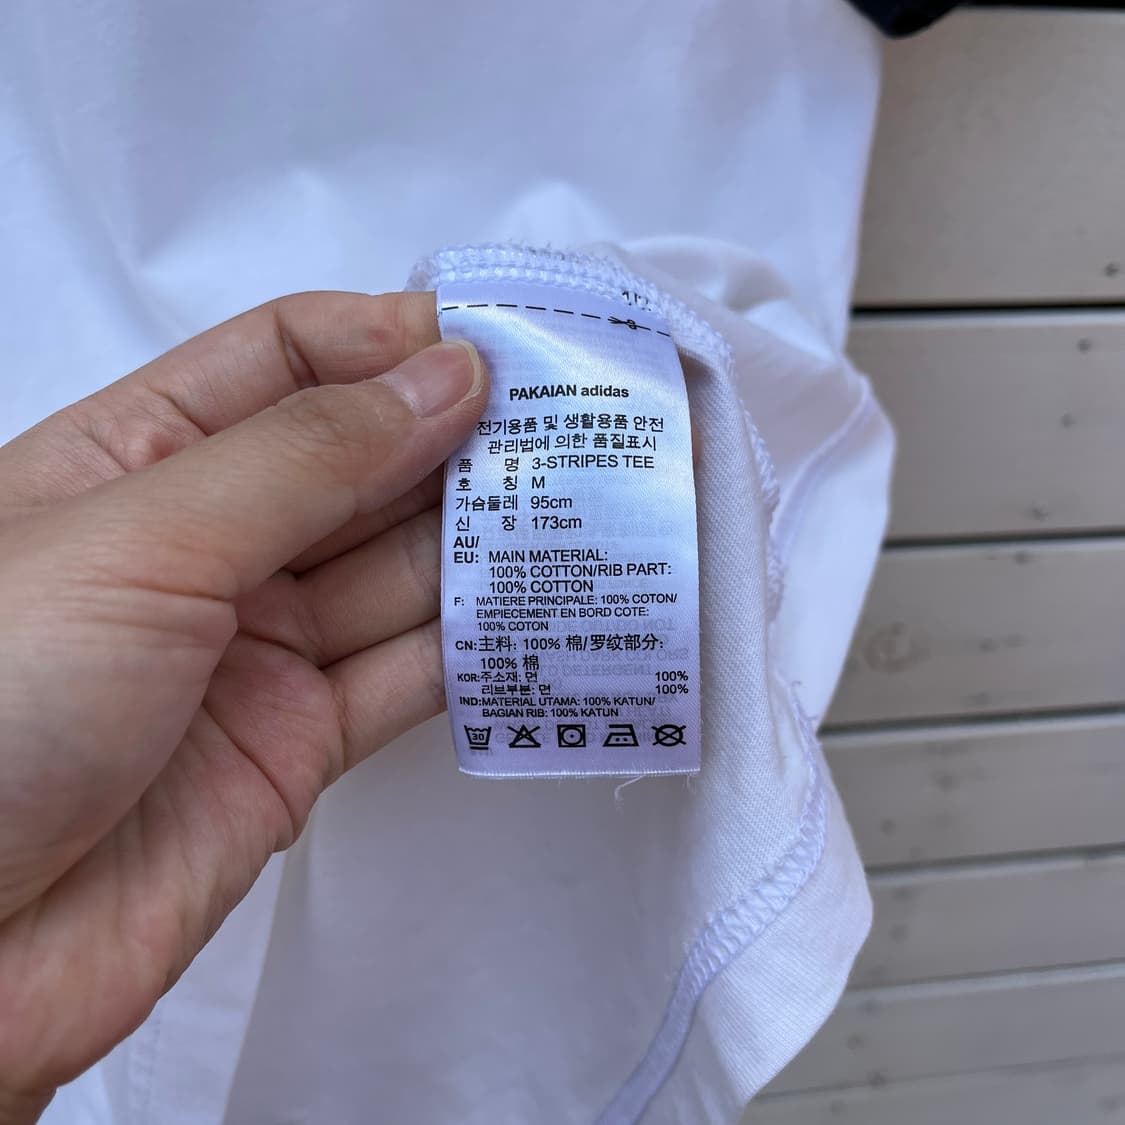 PAKAIAN adidas
전기용품 및 생활용품 안전
관리법에 의한 품질표시
품 명 3-STRIPES TEE
호 칭 M
가슴둘레 95cm
신 장 173cm
AU/
EU: MAIN MATERIAL:
100% COTTON/RIB PART:
100% COTTON
F: MATIERE PRINCIPALE: 100% COTON/
EMPIECEMENT EN BORD COTE:
100% COTON
CN:主料: 100% 棉/罗纹部分:
100% 棉
KOR:주소재: 면 100%
리브부분: 면 100%
IND:MATERIAL UTAMA: 100% KATUN/
BAGIAN RIB: 100% KATUN
30